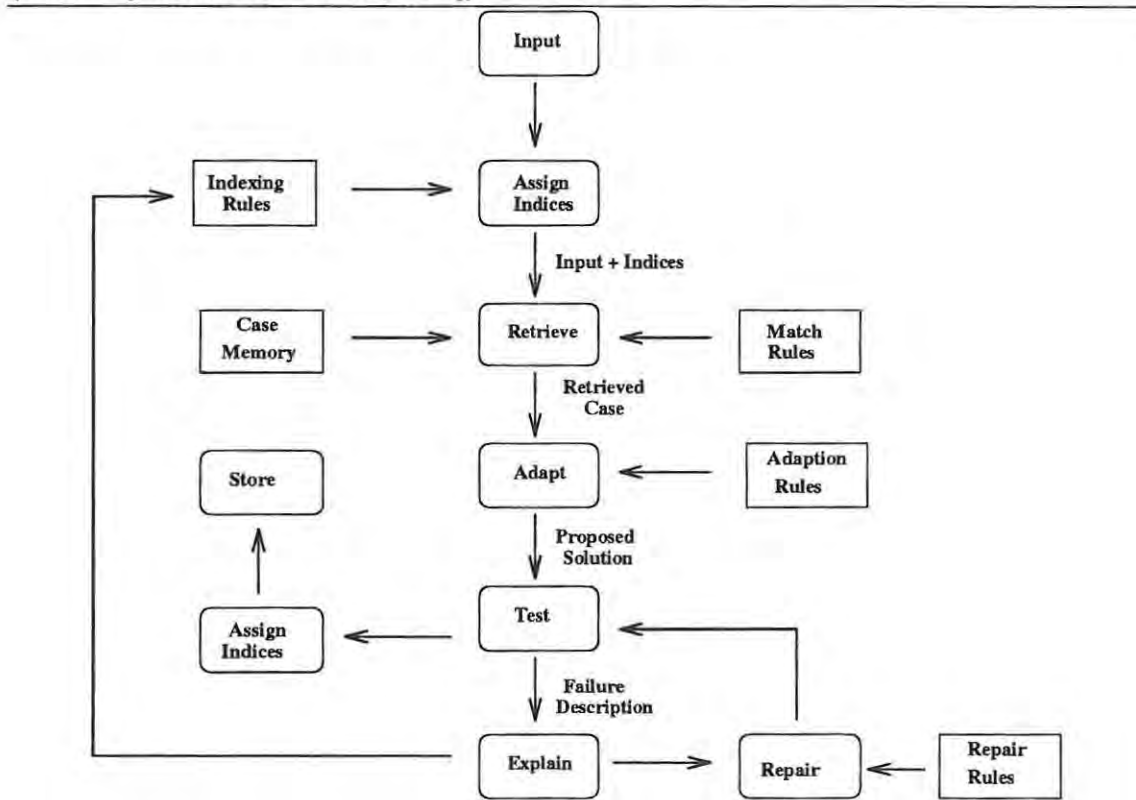 Input
Indexing
Rules
Assign
Indices
Input + Indices
Case
Memory
Retrieve
Match
Rules
Retrieved
Case
Store
Adapt
Adaption
Rules
Proposed
Solution
Assign
Indices
Test
Failure
Description
Explain
Repair
Repair
Rules